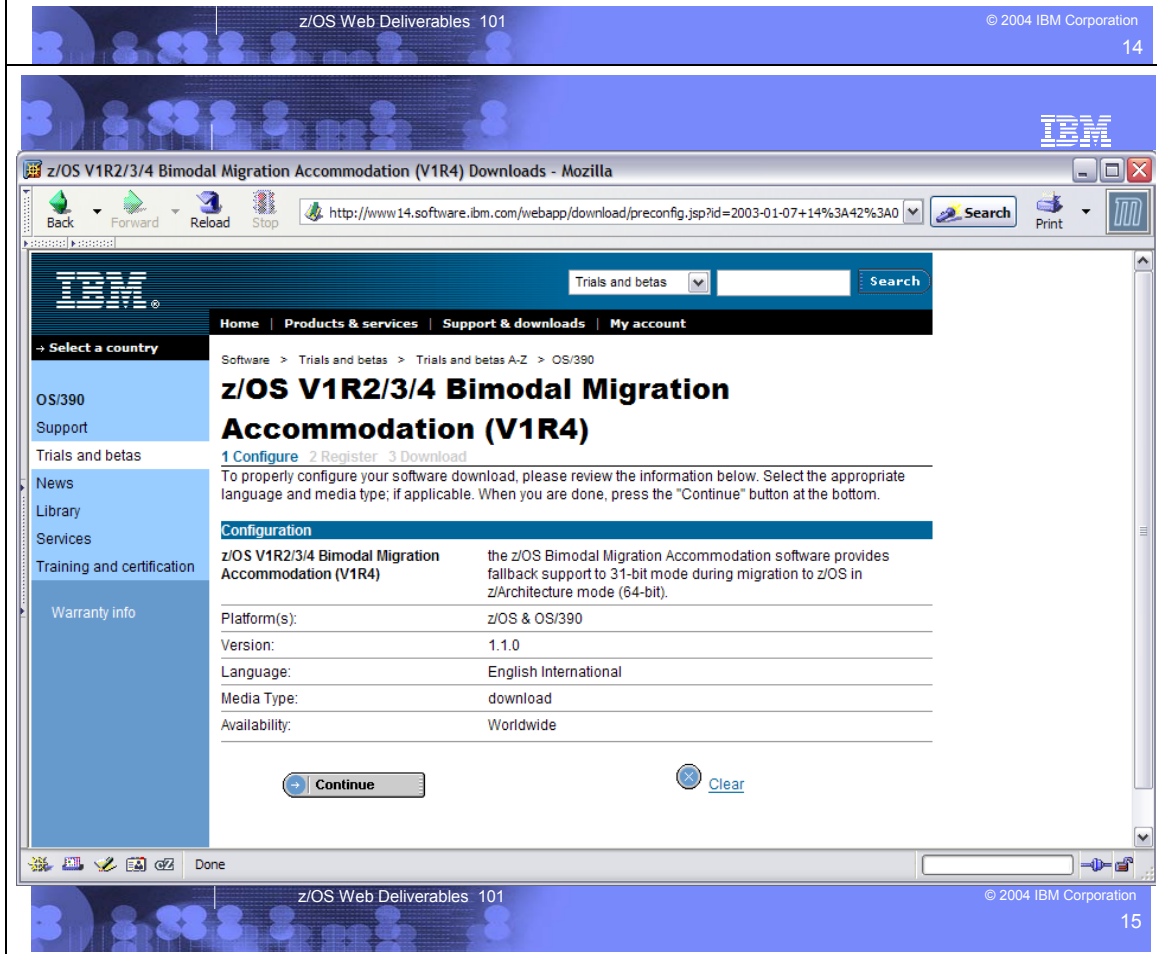 z/OS Web Deliverables 101
© 2004 IBM Corporation
14
IBM
z/OS V1R2/3/4 Bimodal Migration Accommodation (V1R4) Downloads - Mozilla
Back
Forward
Reload
Stop
http://www14.software.ibm.com/webapp/download/preconfig.jsp?id=2003-01-07+14%3A42%3A0
Search
Print
IBM®
Trials and betas
Search
Home | Products & services | Support & downloads | My account
→ Select a country
Software > Trials and betas > Trials and betas A-Z > OS/390
OS/390
Support
Trials and betas
News
Library
Services
Training and certification
Warranty info
z/OS V1R2/3/4 Bimodal Migration
Accommodation (V1R4)
1 Configure 2 Register 3 Download
To properly configure your software download, please review the information below. Select the appropriate
language and media type; if applicable. When you are done, press the "Continue" button at the bottom.
Configuration
z/OS V1R2/3/4 Bimodal Migration
Accommodation (V1R4)
the z/OS Bimodal Migration Accommodation software provides
fallback support to 31-bit mode during migration to z/OS in
z/Architecture mode (64-bit).
Platform(s): z/OS & OS/390
Version: 1.1.0
Language: English International
Media Type: download
Availability: Worldwide
Continue
Clear
Done
z/OS Web Deliverables 101
© 2004 IBM Corporation
15